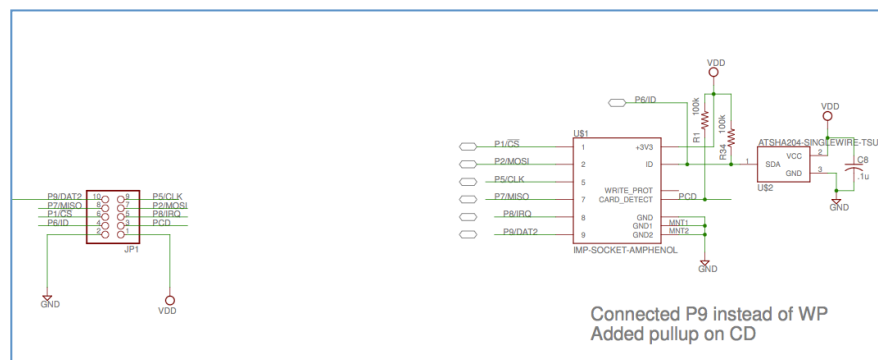 VDD
P6/ID
100k
R1
100k
R34
VDD
ATSHA204-SINGLEWIRE-TSU
U$1
P1/CS
1
+3V3
P2/MOSI
2
ID
1
SDA
VCC
2
GND
3
U$2
C8
.1u
GND
P5/CLK
5
WRITE_PROT
P7/MISO
7
CARD_DETECT
PCD
P8/IRQ
8
GND
GND1
MNT1
P9/DAT2
9
GND2
MNT2
IMP-SOCKET-AMPHENOL
GND
P9/DAT2
10
9
P5/CLK
P7/MISO
8
7
P2/MOSI
P1/CS
6
5
P8/IRQ
P6/ID
4
3
PCD
2
1
JP1
GND
VDD
Connected P9 instead of WP
Added pullup on CD